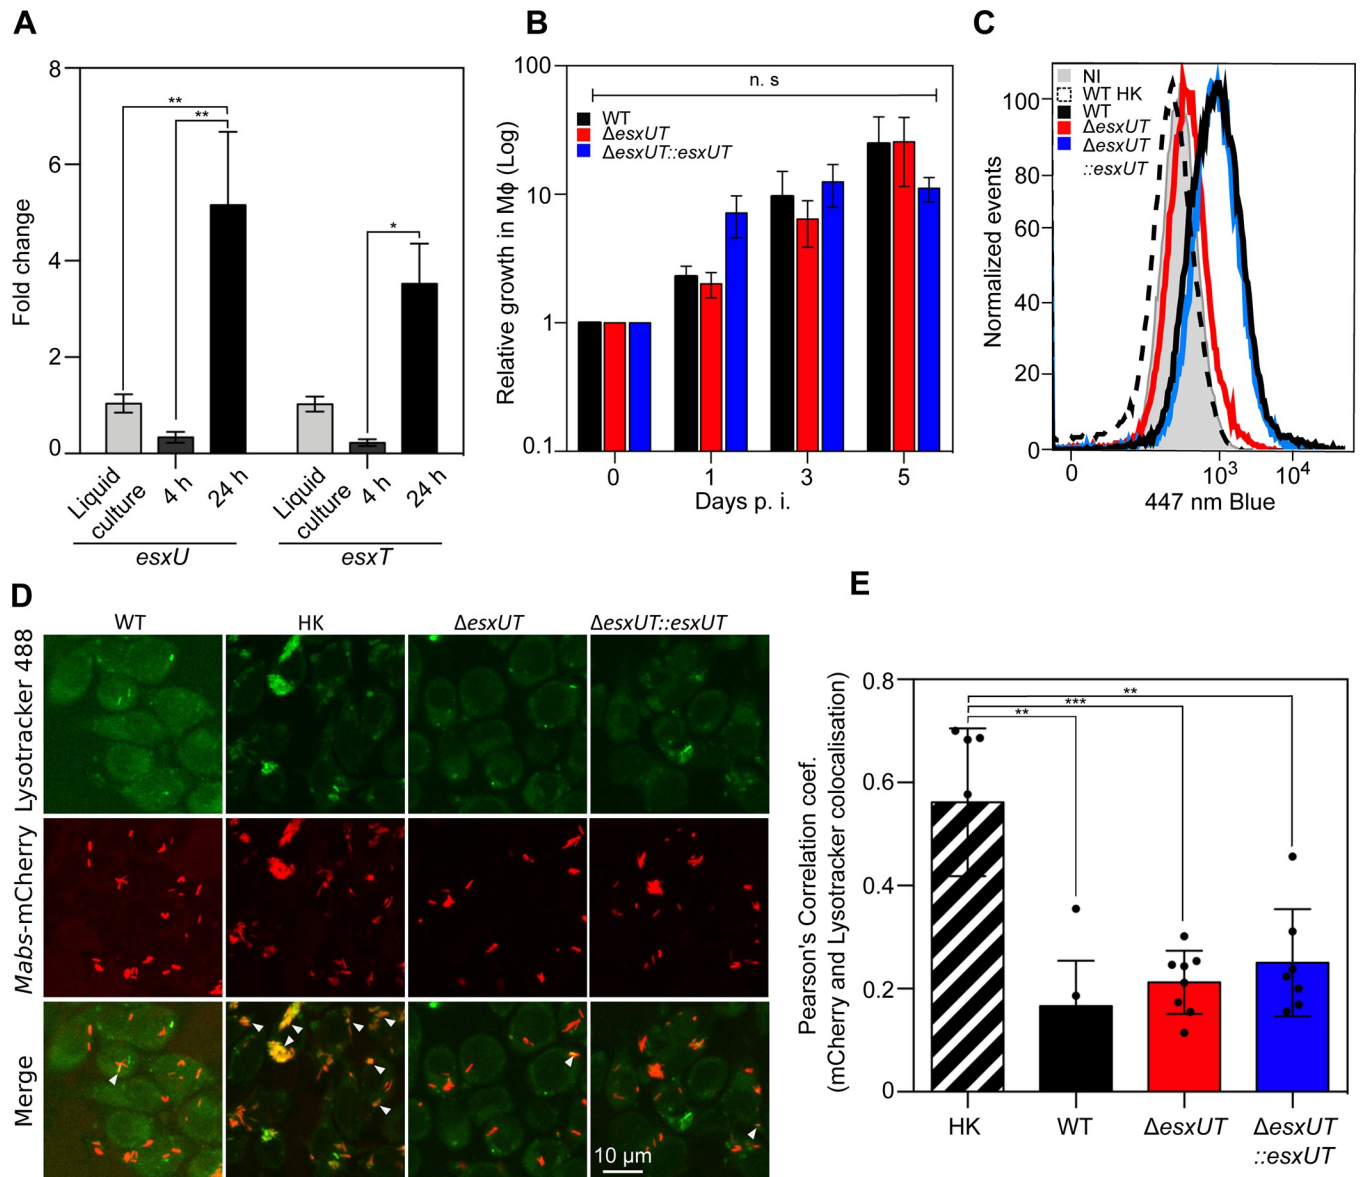 A
8
6
4
2
0
Fold change
**
**
*
Liquid
culture
4 h
24 h
Liquid
culture
4 h
24 h
esxU
esxT
B
100
10
1
0.1
Relative growth in Mϕ (Log)
n. s
WT
ΔesxUT
ΔesxUT::esxUT
0
1
3
5
Days p. i.
C
NI
WT HK
WT
ΔesxUT
ΔesxUT
::esxUT
100
80
60
40
20
0
Normalized events
0
10³
10⁴
447 nm Blue
D
WT
HK
ΔesxUT
ΔesxUT::esxUT
Lysotracker 488
Mabs-mCherry
Merge
10 µm
E
0.8
0.6
0.4
0.2
0
Pearson's Correlation coef.
(mCherry and Lysotracker colocalisation)
**
***
**
HK
WT
ΔesxUT
ΔesxUT
::esxUT